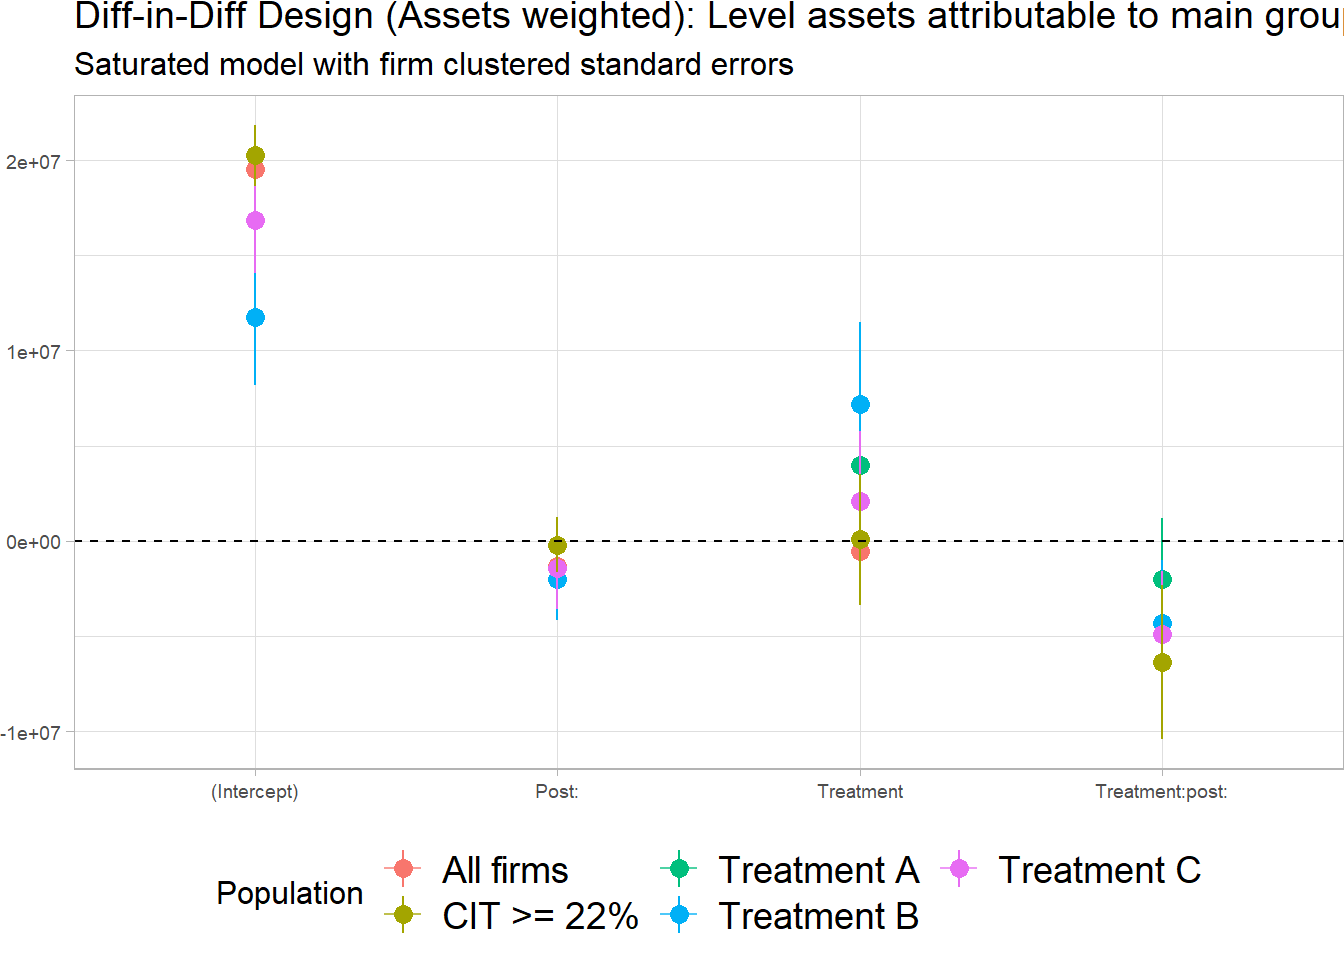 Diff-in-Diff Design (Assets weighted): Level assets attributable to main grou
Saturated model with firm clustered standard errors
2e+07
1e+07
0e+00
-1e+07
(Intercept) Post: Treatment Treatment:post:
Population
All firms Treatment A Treatment C
CIT >= 22% Treatment B